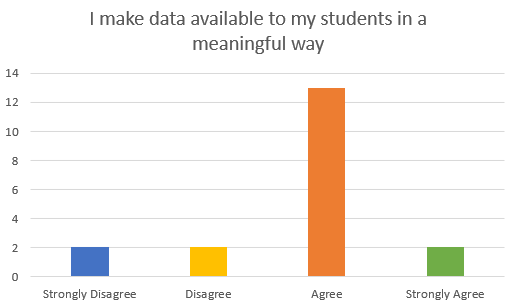 I make data available to my students in a
meaningful way
14
12
10
8
6
4
2
0
Strongly Disagree
Disagree
Agree
Strongly Agree